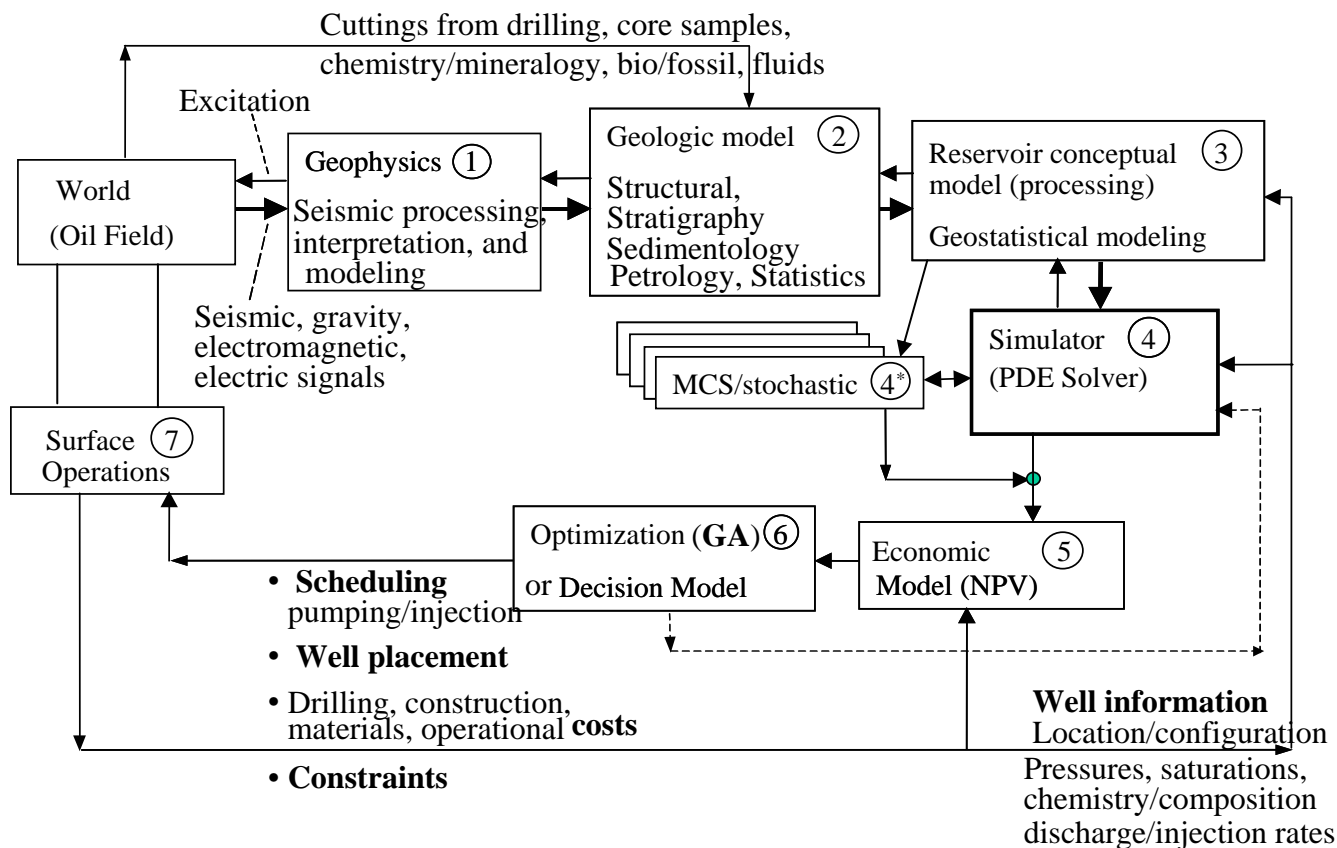 Cuttings from drilling, core samples,
chemistry/mineralogy, bio/fossil, fluids
Excitation
World
(Oil Field)
Geophysics 1
Seismic processing,
interpretation, and
modeling
Geologic model 2
Structural,
Stratigraphy
Sedimentology
Petrology, Statistics
Reservoir conceptual 3
model (processing)
Geostatistical modeling
Seismic, gravity,
electromagnetic,
electric signals
MCS/stochastic 4*
Simulator 4
(PDE Solver)
Surface 7
Operations
Optimization (GA) 6
or Decision Model
Economic 5
Model (NPV)
• Scheduling
pumping/injection
• Well placement
• Drilling, construction,
materials, operational costs
• Constraints
Well information
Location/configuration
Pressures, saturations,
chemistry/composition
discharge/injection rates